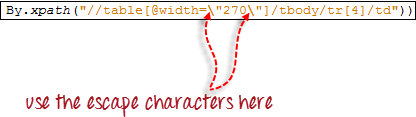 By.xpath("//table[@width=\"270\"]/tbody/tr[4]/td"))
use the escape characters here